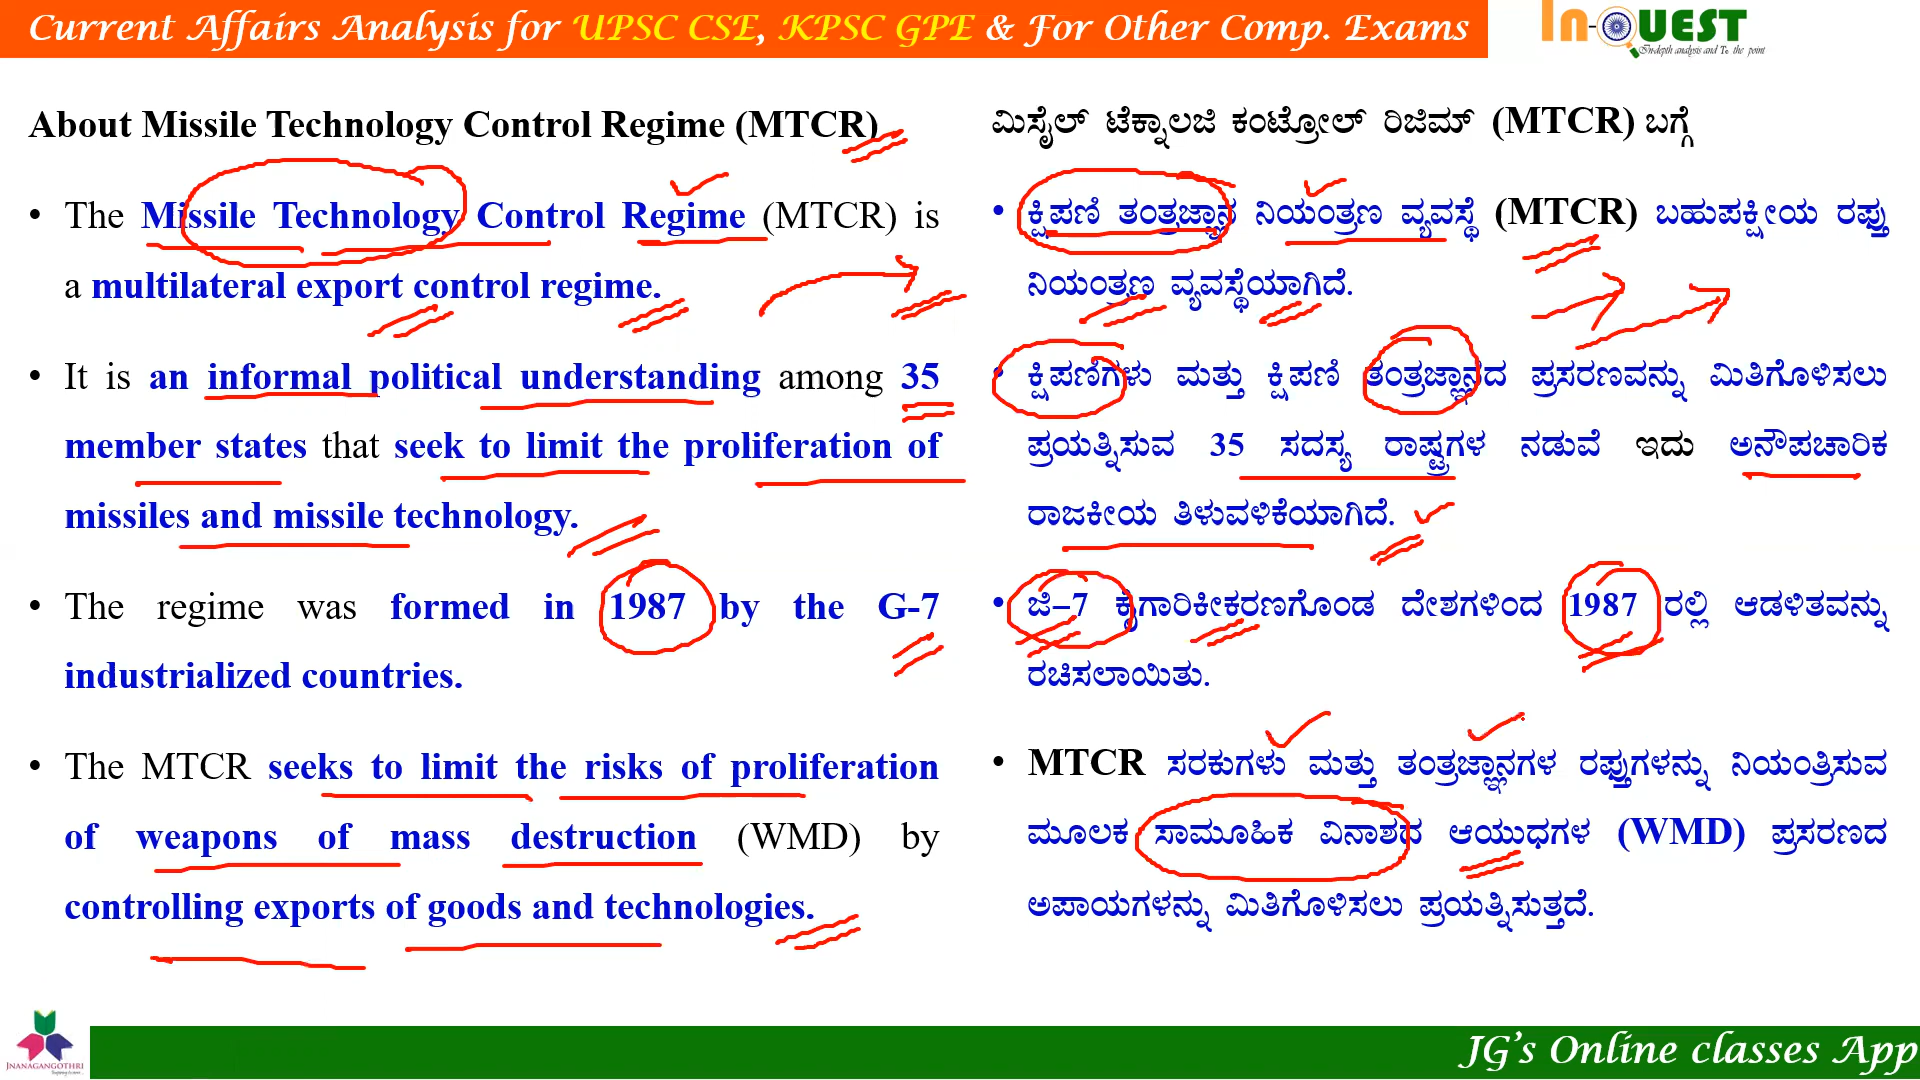 Current Affairs Analysis for UPSC CSE, KPSC GPE & For Other Comp. Exams
In-QUEST
In-depth analysis and To the point
About Missile Technology Control Regime (MTCR)
• The Missile Technology Control Regime (MTCR) is
a multilateral export control regime.
• It is an informal political understanding among 35
member states that seek to limit the proliferation of
missiles and missile technology.
• The regime was formed in 1987 by the G-7
industrialized countries.
• The MTCR seeks to limit the risks of proliferation
of weapons of mass destruction (WMD) by
controlling exports of goods and technologies.
ಮಿಸೈಲ್ ಟೆಕ್ನಾಲಜಿ ಕಂಟ್ರೋಲ್ ರಿಜಿಮ್ (MTCR) ಬಗ್ಗೆ
• ಕ್ಷಿಪಣಿ ತಂತ್ರಜ್ಞಾನ ನಿಯಂತ್ರಣ ವ್ಯವಸ್ಥೆ (MTCR) ಬಹುಪಕ್ಷೀಯ ರಫ್ತು
ನಿಯಂತ್ರಣ ವ್ಯವಸ್ಥೆಯಾಗಿದೆ.
• ಕ್ಷಿಪಣಿಗಳು ಮತ್ತು ಕ್ಷಿಪಣಿ ತಂತ್ರಜ್ಞಾನದ ಪ್ರಸರಣವನ್ನು ಮಿತಿಗೊಳಿಸಲು
ಪ್ರಯತ್ನಿಸುವ 35 ಸದಸ್ಯ ರಾಷ್ಟ್ರಗಳ ನಡುವೆ ಇದು ಅನೌಪಚಾರಿಕ
ರಾಜಕೀಯ ತಿಳುವಳಿಕೆಯಾಗಿದೆ.
• ಜಿ–7 ಕೈಗಾರಿಕೀಕರಣಗೊಂಡ ದೇಶಗಳಿಂದ 1987 ರಲ್ಲಿ ಆಡಳಿತವನ್ನು
ರಚಿಸಲಾಯಿತು.
• MTCR ಸರಕುಗಳು ಮತ್ತು ತಂತ್ರಜ್ಞಾನಗಳ ರಫ್ತುಗಳನ್ನು ನಿಯಂತ್ರಿಸುವ
ಮೂಲಕ ಸಾಮೂಹಿಕ ವಿನಾಶದ ಆಯುಧಗಳ (WMD) ಪ್ರಸರಣದ
ಅಪಾಯಗಳನ್ನು ಮಿತಿಗೊಳಿಸಲು ಪ್ರಯತ್ನಿಸುತ್ತದೆ.
JNANAGANGOTHRI
JG's Online classes App